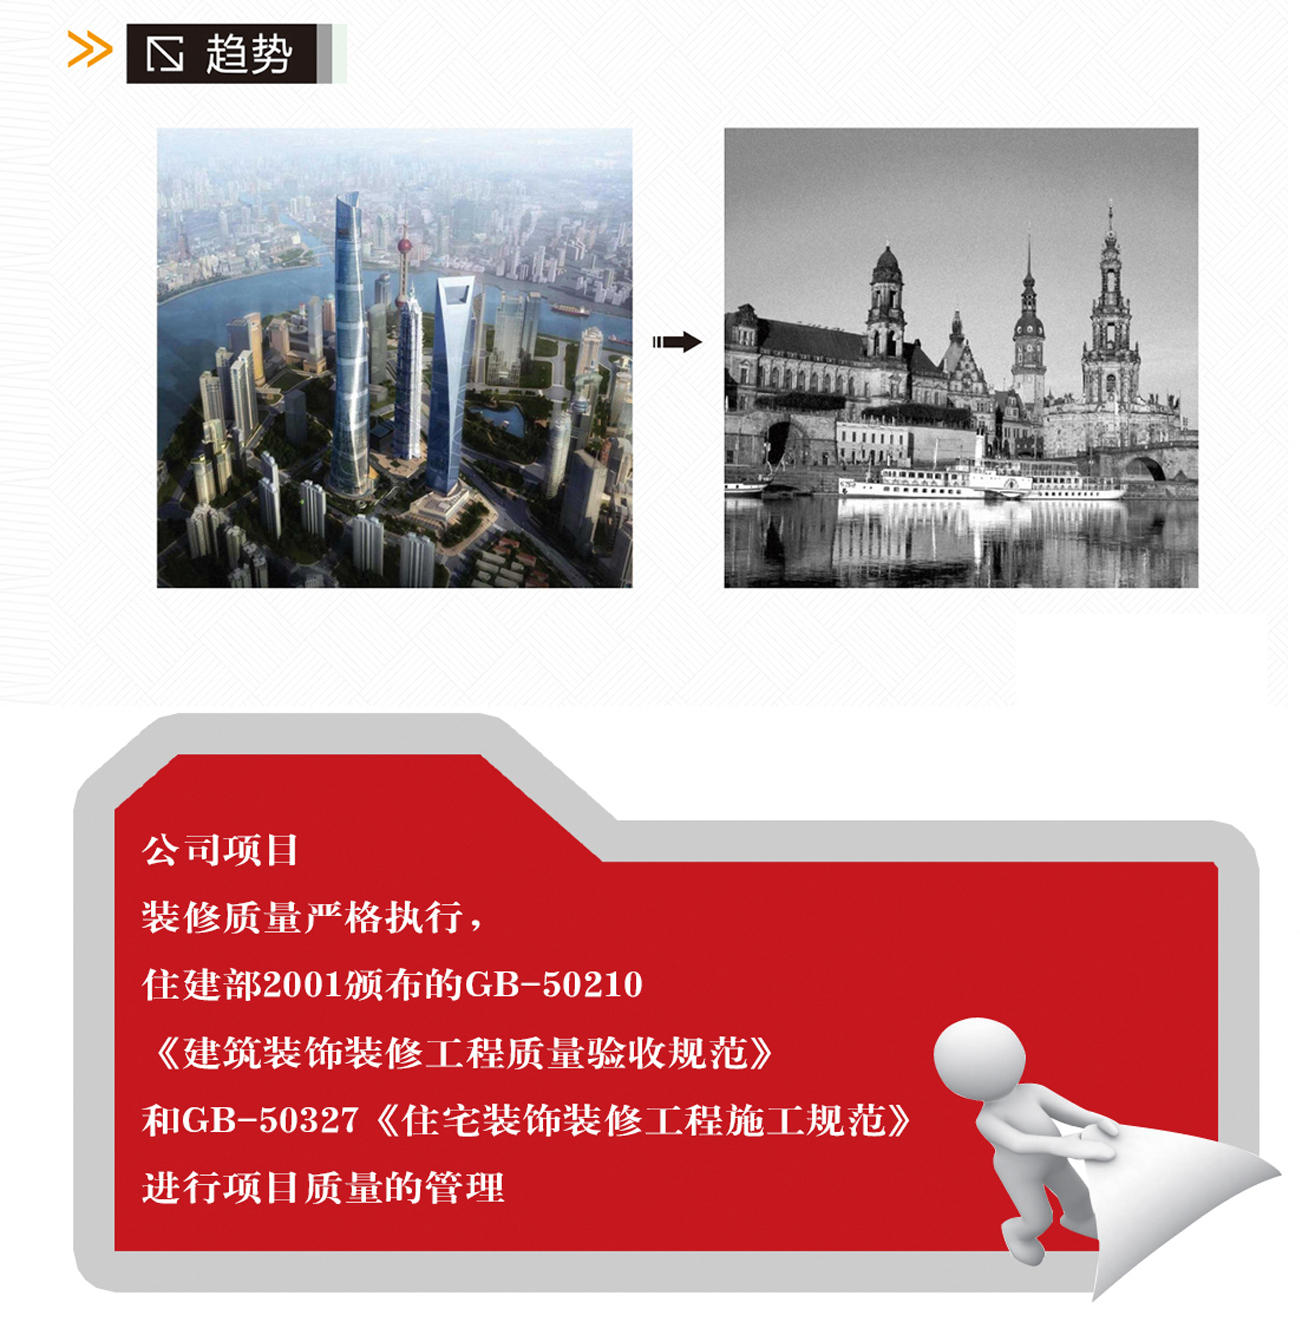 趋势
公司项目
装修质量严格执行，
住建部2001颁布的GB-50210
《建筑装饰装修工程质量验收规范》
和GB-50327《住宅装饰装修工程施工规范》
进行项目质量的管理